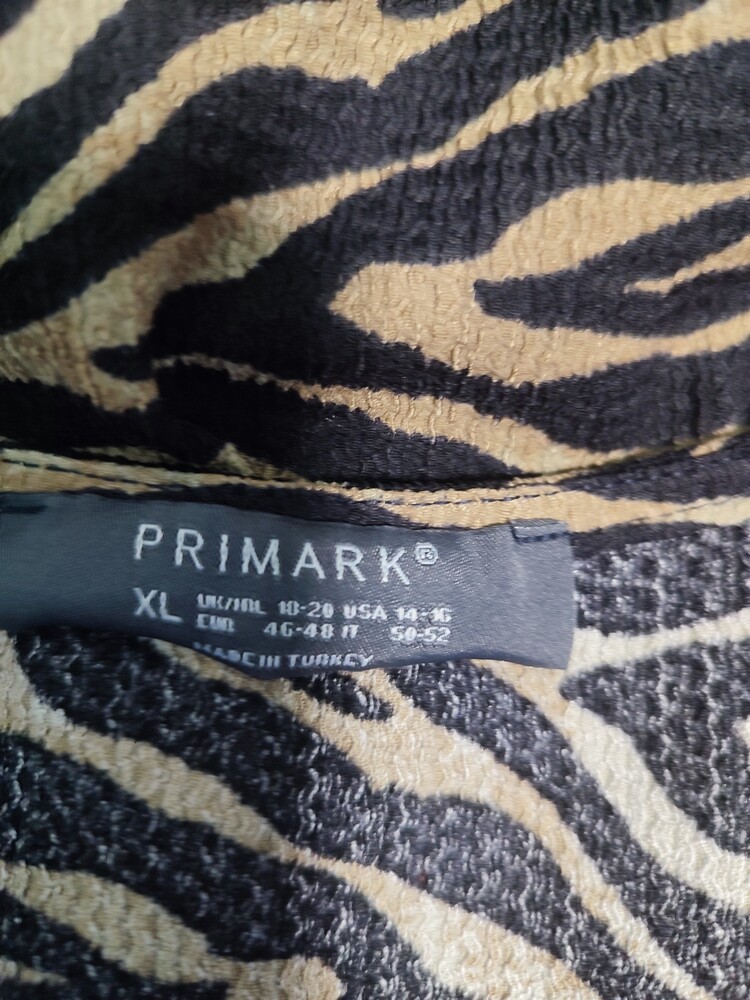 PRIMARK®
XL UK/IRL 18-20 USA 14-16
EUR 46-48 IT 50-52
MADE IN TURKEY